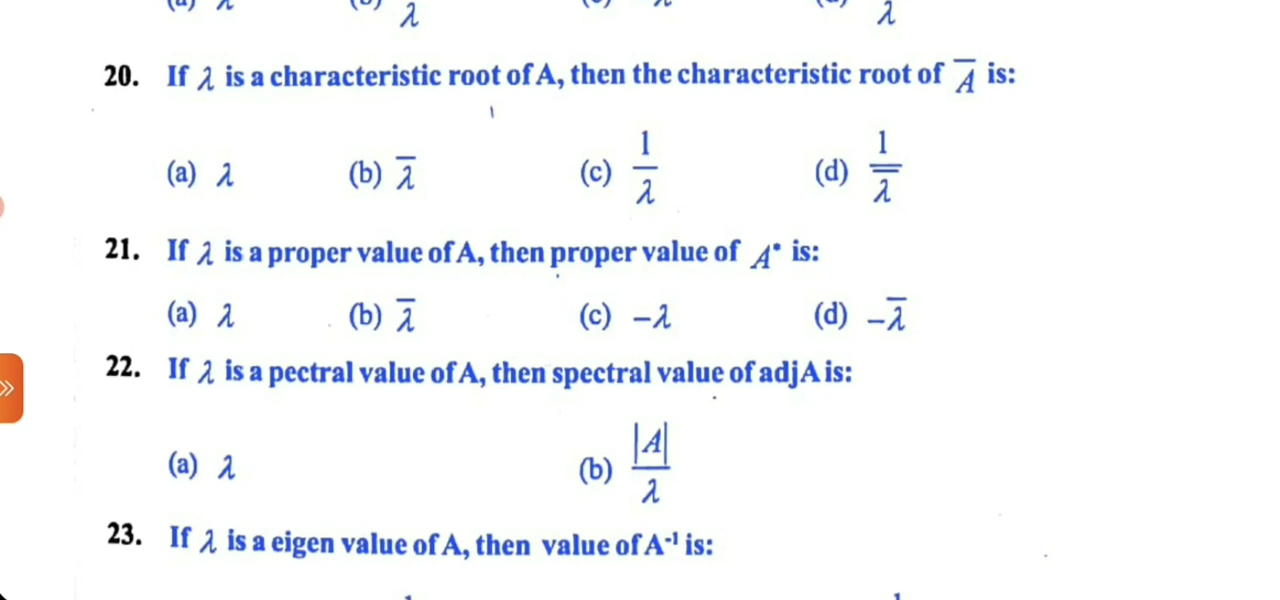 20. If λ is a characteristic root of A, then the characteristic root of A̅ is:
(a) λ (b) λ̅ (c) 1/λ (d) 1/λ̅
21. If λ is a proper value of A, then proper value of A* is:
(a) λ (b) λ̅ (c) −λ (d) −λ̅
22. If λ is a pectral value of A, then spectral value of adjA is:
(a) λ (b) |A|/λ
23. If λ is a eigen value of A, then value of A⁻¹ is: